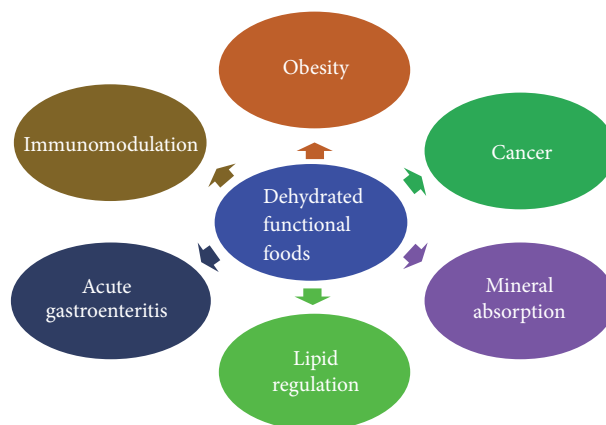 Obesity
Immunomodulation
Cancer
Dehydrated
functional
foods
Acute
gastroenteritis
Mineral
absorption
Lipid
regulation